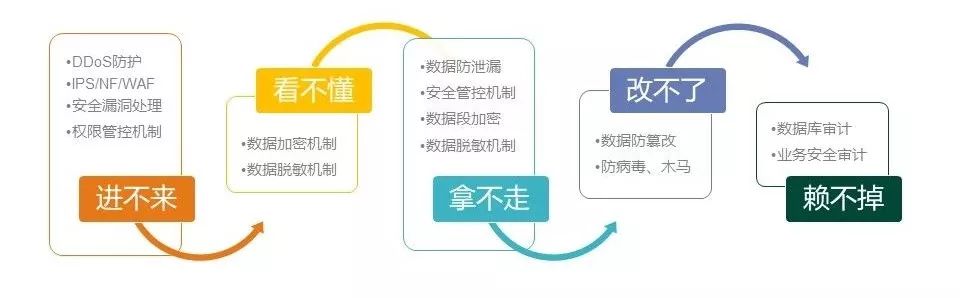 •DDoS防护
•IPS/NF/WAF
•安全漏洞处理
•权限管控机制
进不来
看不懂
•数据加密机制
•数据脱敏机制
•数据防泄漏
•安全管控机制
•数据段加密
•数据脱敏机制
拿不走
改不了
•数据防篡改
•防病毒、木马
•数据库审计
•业务安全审计
赖不掉